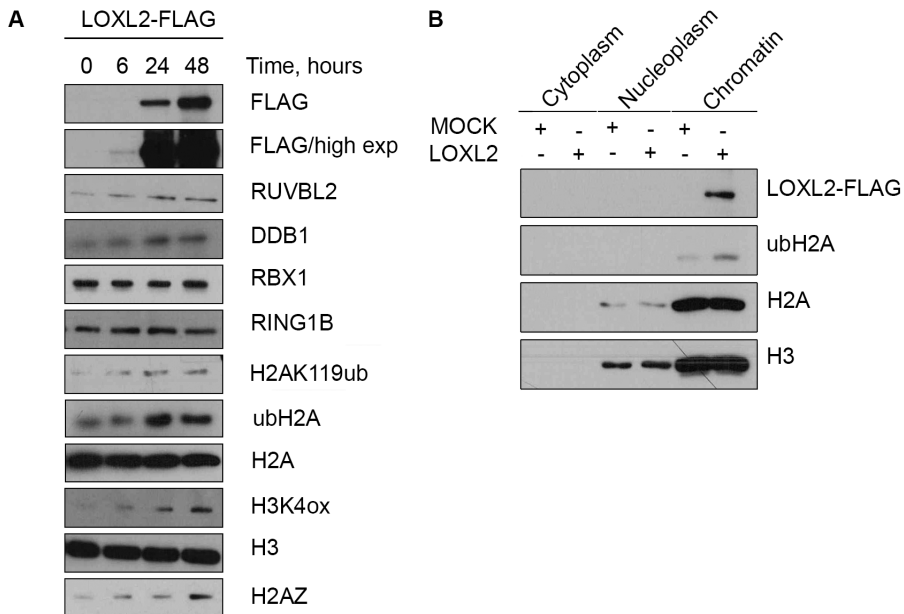 A
LOXL2-FLAG
0 6 24 48 Time, hours
FLAG
FLAG/high exp
RUVBL2
DDB1
RBX1
RING1B
H2AK119ub
ubH2A
H2A
H3K4ox
H3
H2AZ
B
Cytoplasm
Nucleoplasm
Chromatin
MOCK + - + - + -
LOXL2 - + - + - +
LOXL2-FLAG
ubH2A
H2A
H3